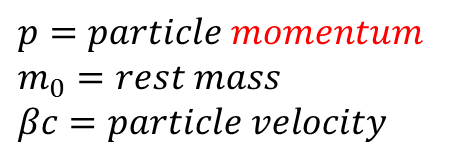 p = particle momentum
m₀ = rest mass
βc = particle velocity